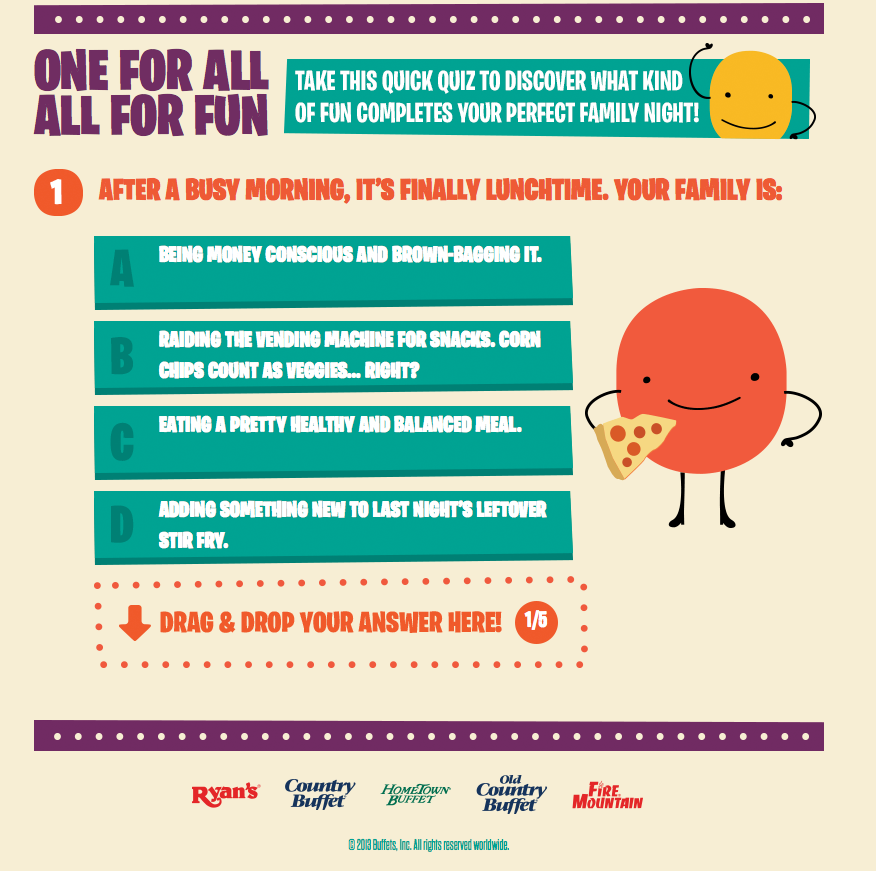 ONE FOR ALL
ALL FOR FUN
TAKE THIS QUICK QUIZ TO DISCOVER WHAT KIND
OF FUN COMPLETES YOUR PERFECT FAMILY NIGHT!
1 AFTER A BUSY MORNING, IT'S FINALLY LUNCHTIME. YOUR FAMILY IS:
A BEING MONEY CONSCIOUS AND BROWN-BAGGING IT.
B RAIDING THE VENDING MACHINE FOR SNACKS. CORN
CHIPS COUNT AS VEGGIES... RIGHT?
C EATING A PRETTY HEALTHY AND BALANCED MEAL.
D ADDING SOMETHING NEW TO LAST NIGHT'S LEFTOVER
STIR FRY.
DRAG & DROP YOUR ANSWER HERE! 1/5
Ryan's
Country
Buffet
HOMETOWN
BUFFET
Old
Country
Buffet
FIRE
MOUNTAIN
© 2013 Buffets, Inc. All rights reserved worldwide.